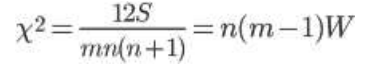 χ² = 12S / mn(n+1) = n(m−1)W